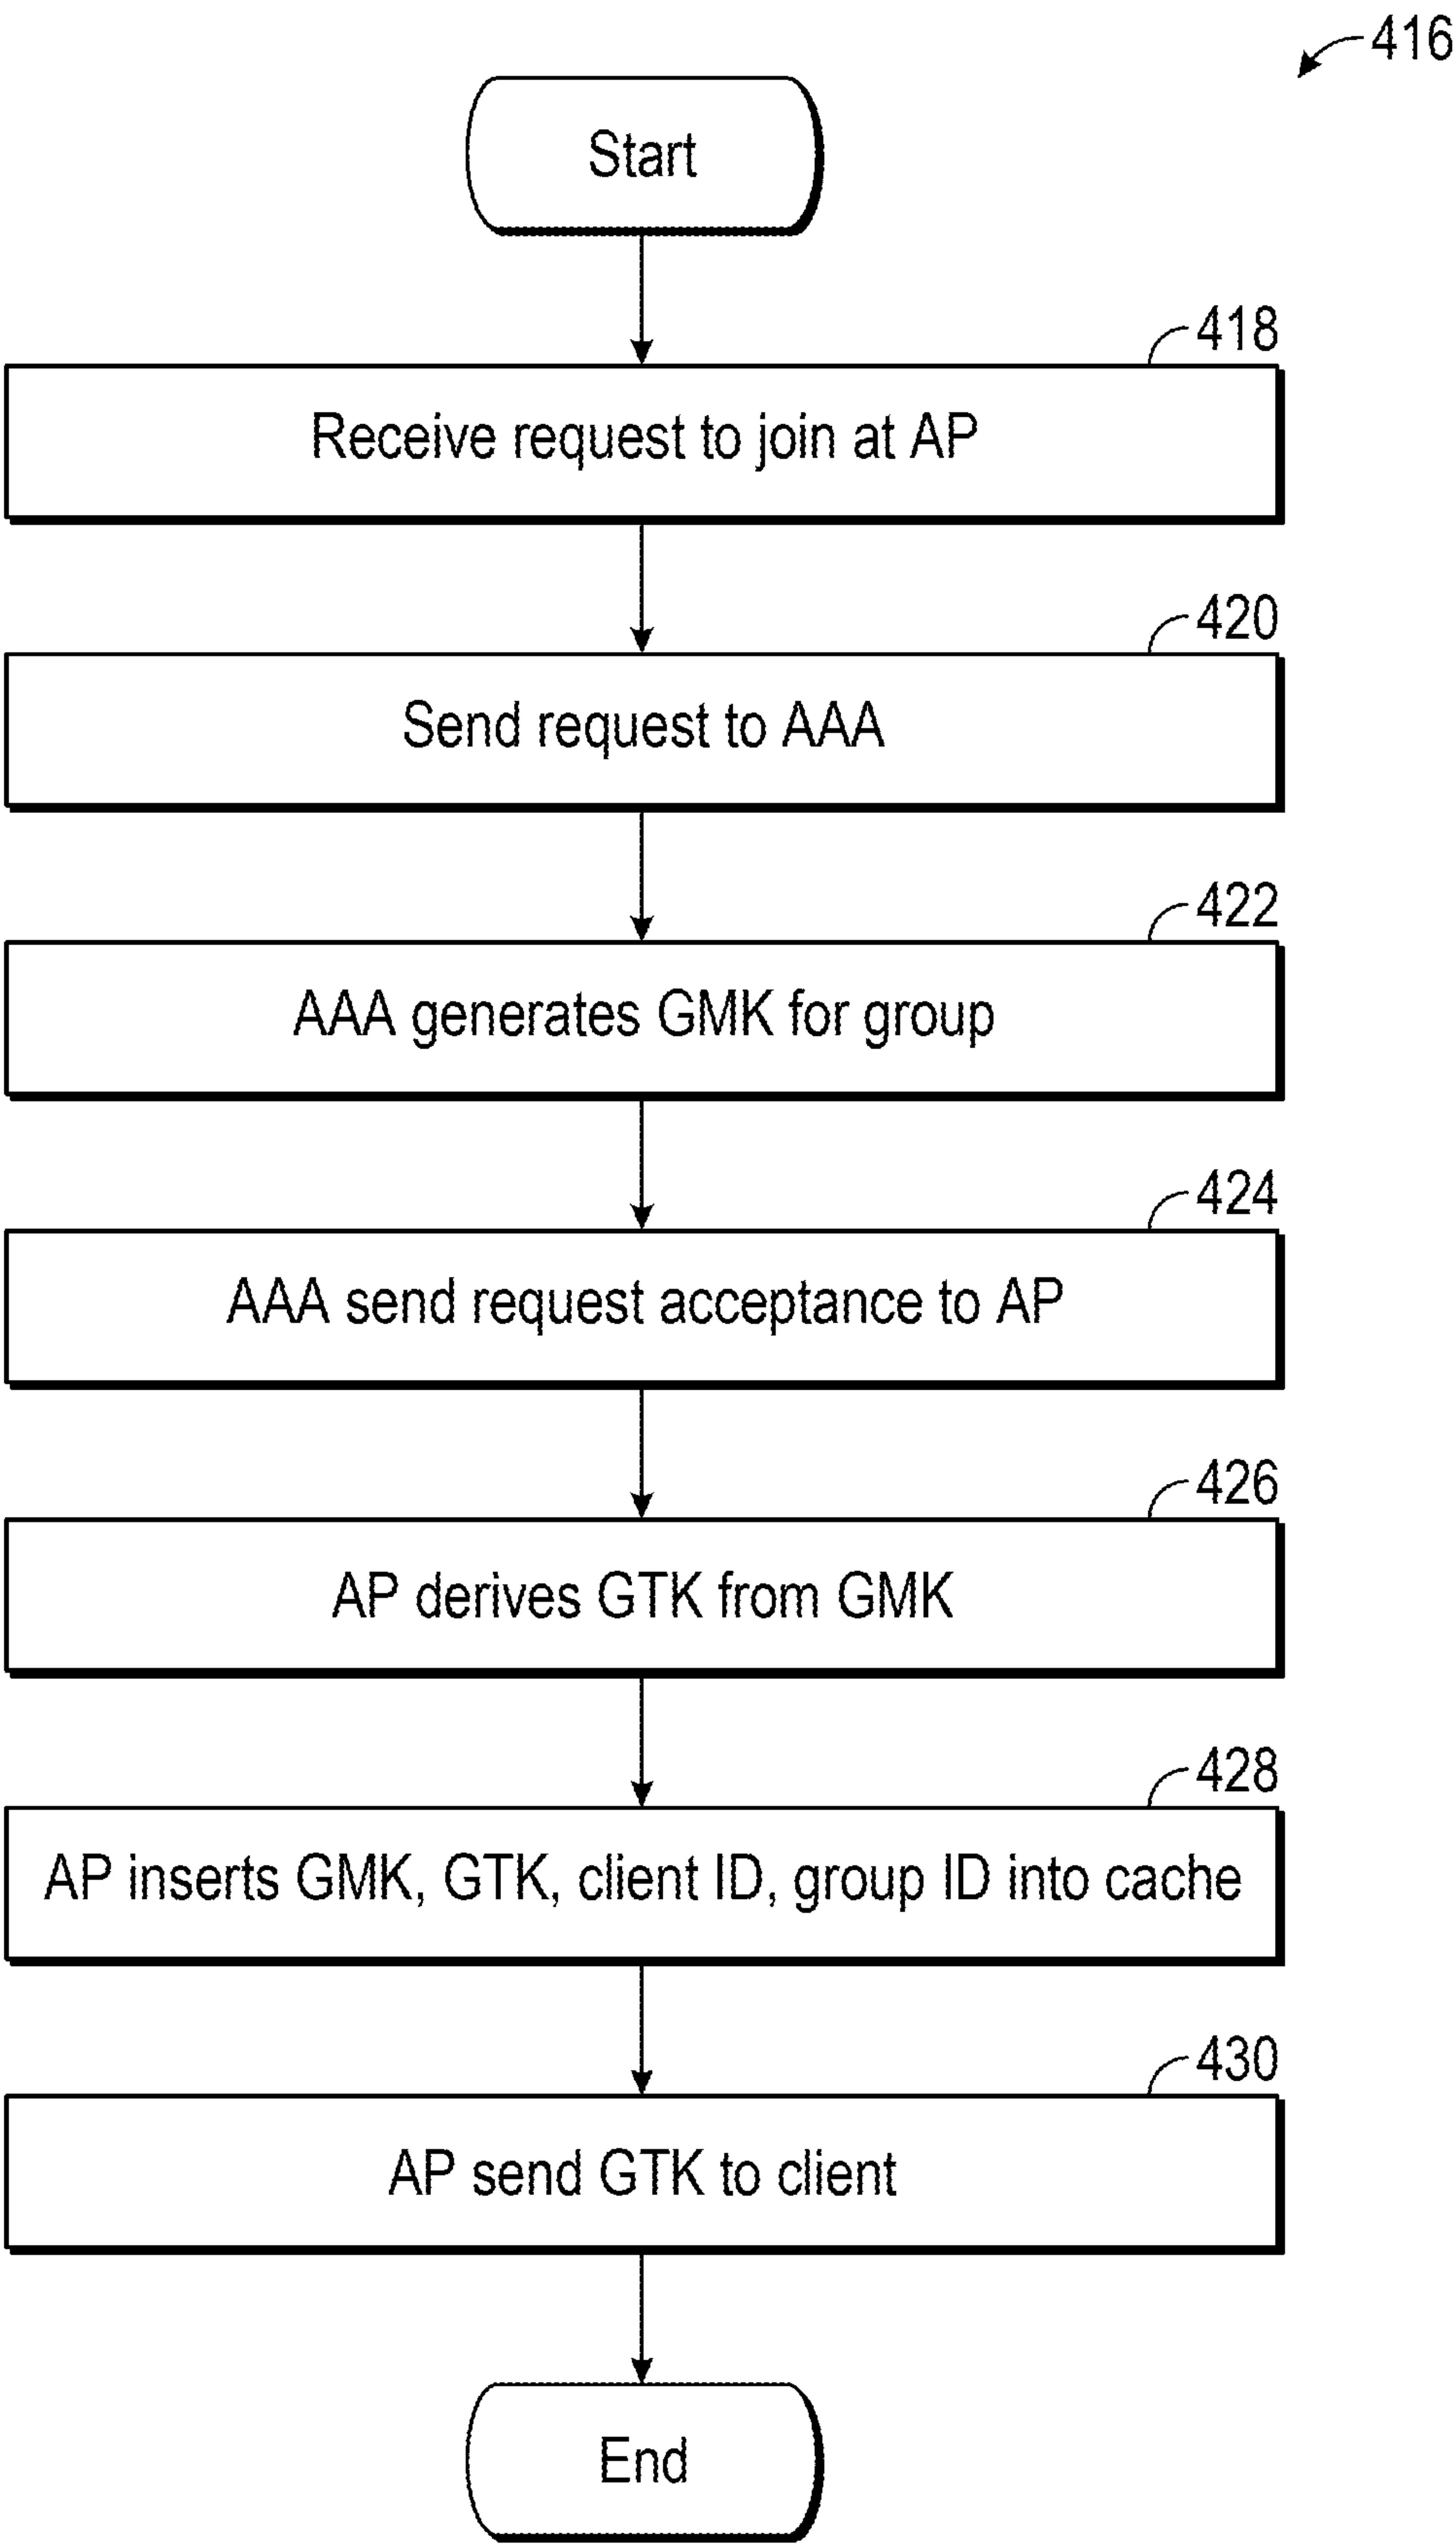 416
Start
418
Receive request to join at AP
420
Send request to AAA
422
AAA generates GMK for group
424
AAA send request acceptance to AP
426
AP derives GTK from GMK
428
AP inserts GMK, GTK, client ID, group ID into cache
430
AP send GTK to client
End